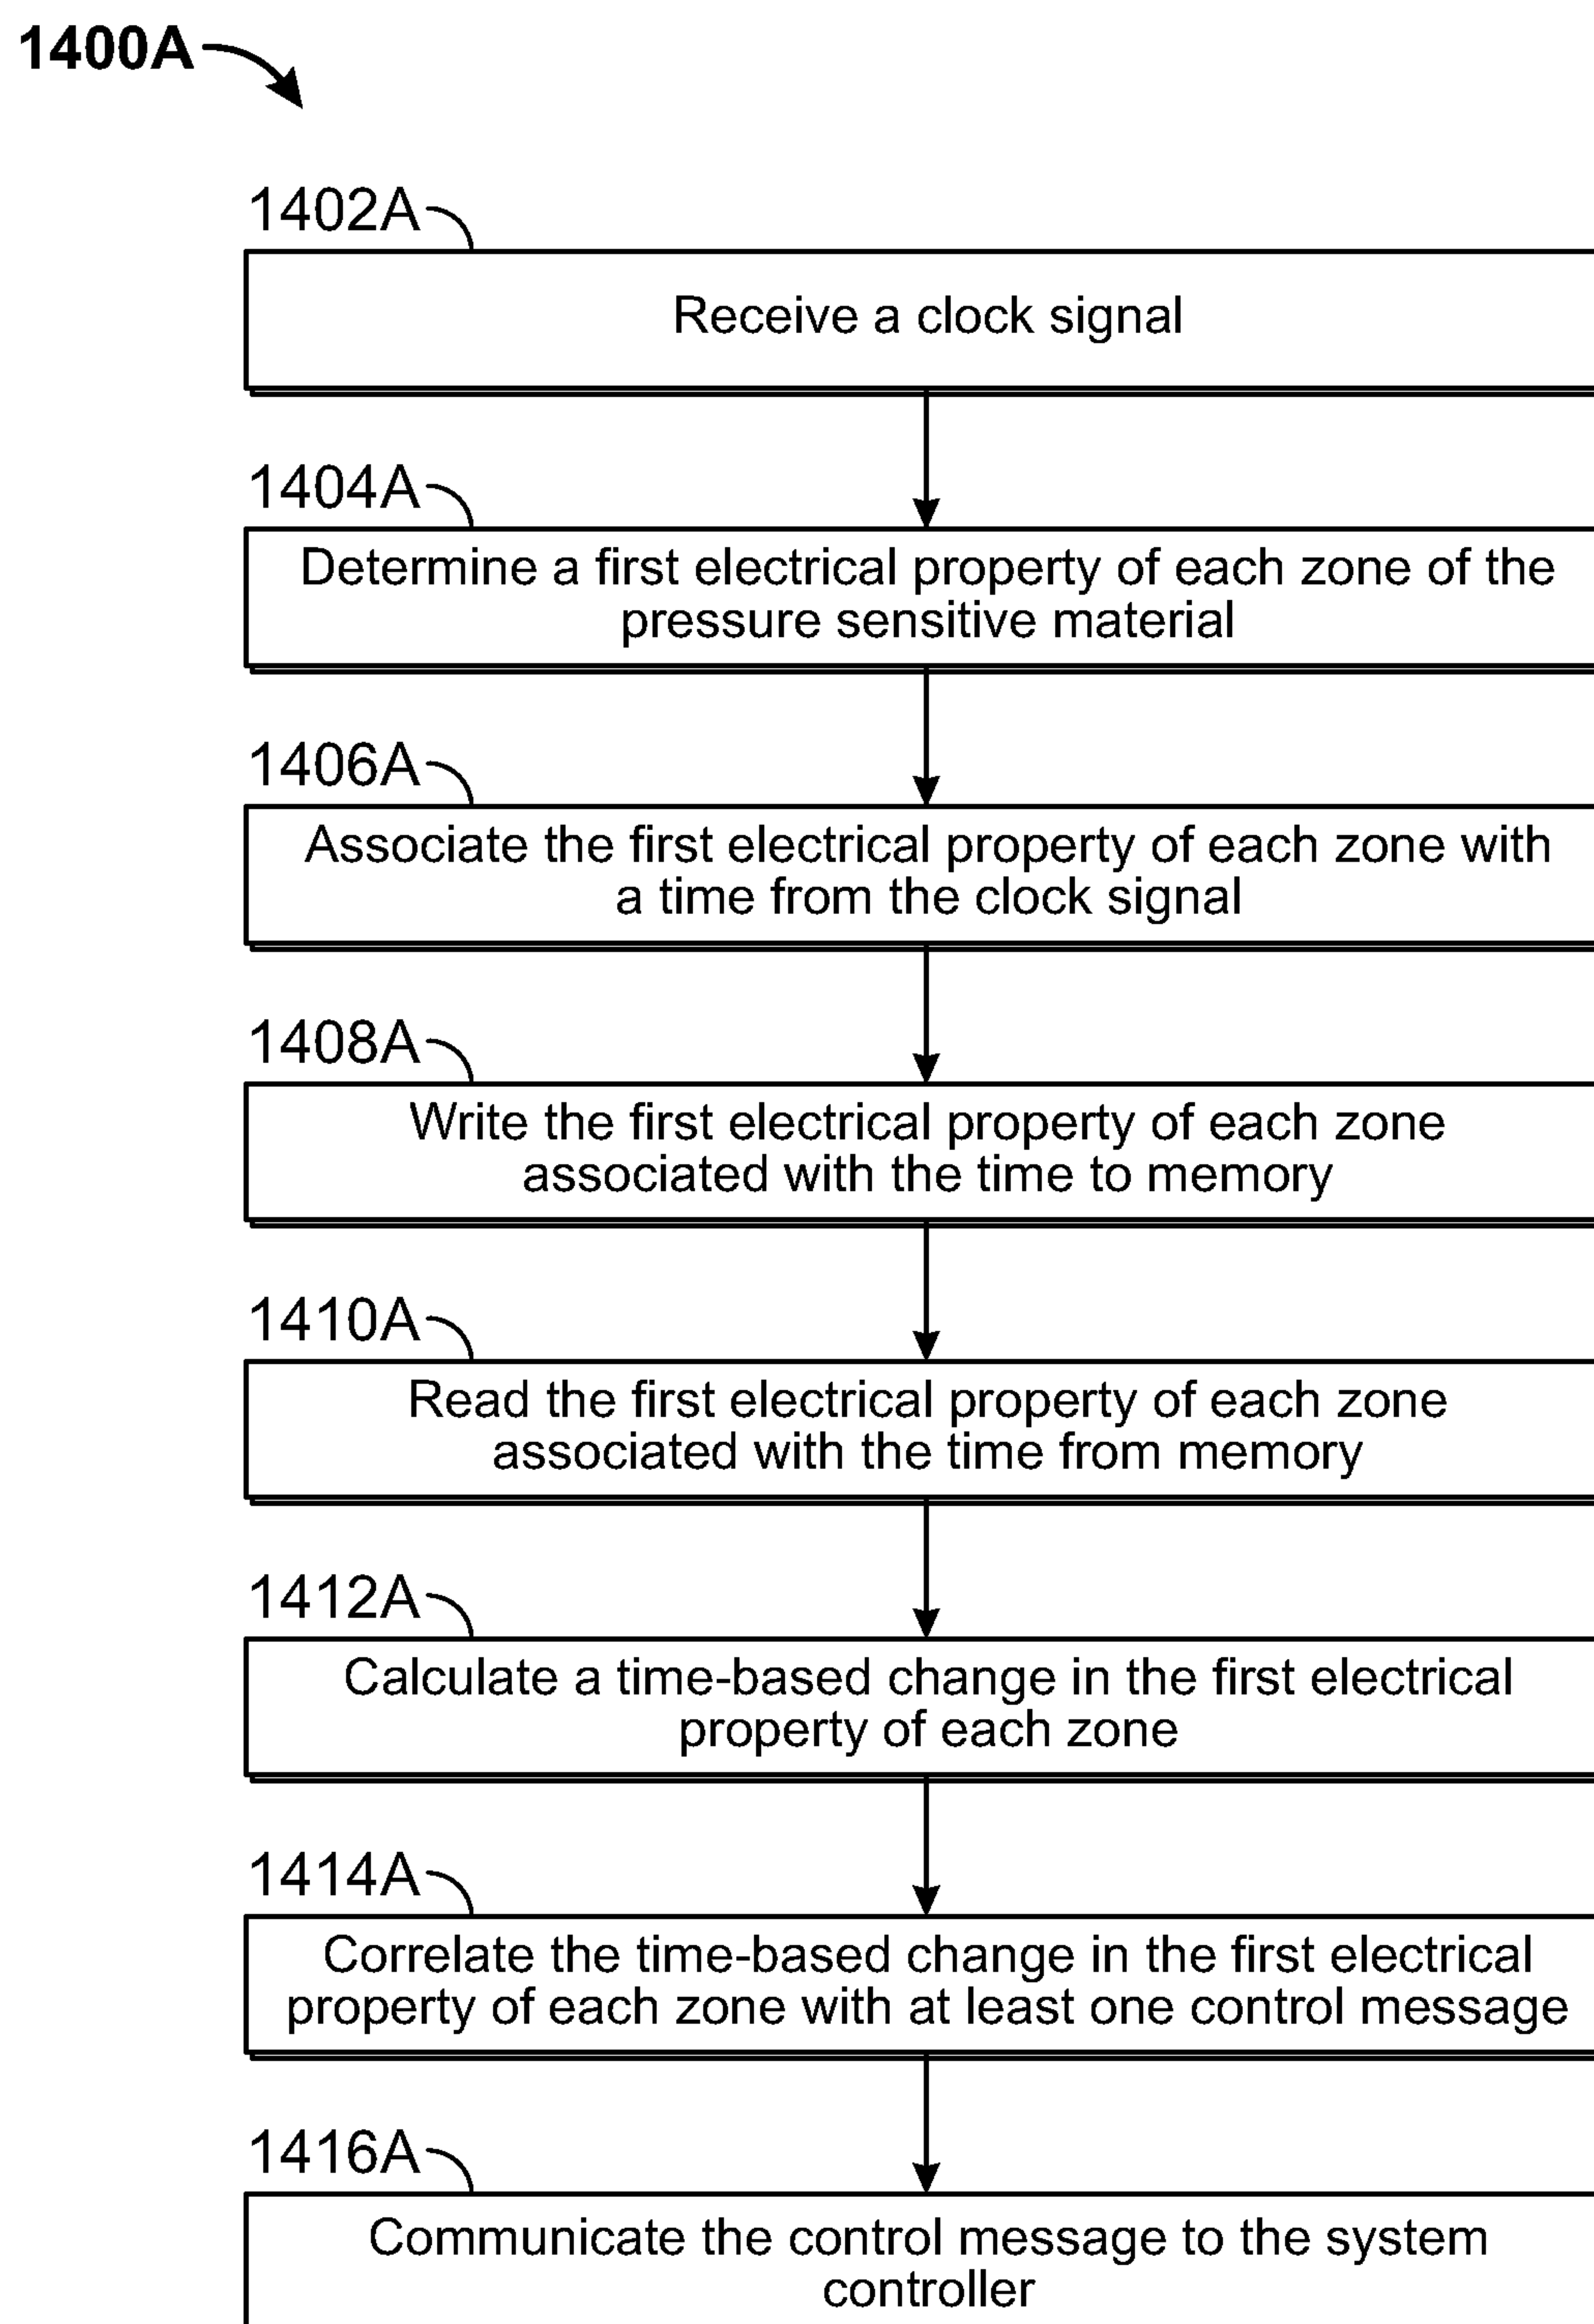 1400A
1402A
Receive a clock signal
1404A
Determine a first electrical property of each zone of the
pressure sensitive material
1406A
Associate the first electrical property of each zone with
a time from the clock signal
1408A
Write the first electrical property of each zone
associated with the time to memory
1410A
Read the first electrical property of each zone
associated with the time from memory
1412A
Calculate a time-based change in the first electrical
property of each zone
1414A
Correlate the time-based change in the first electrical
property of each zone with at least one control message
1416A
Communicate the control message to the system
controller